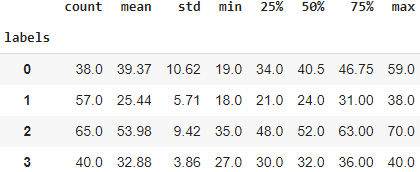 count mean std min 25% 50% 75% max
labels
0 38.0 39.37 10.62 19.0 34.0 40.5 46.75 59.0
1 57.0 25.44 5.71 18.0 21.0 24.0 31.00 38.0
2 65.0 53.98 9.42 35.0 48.0 52.0 63.00 70.0
3 40.0 32.88 3.86 27.0 30.0 32.0 36.00 40.0